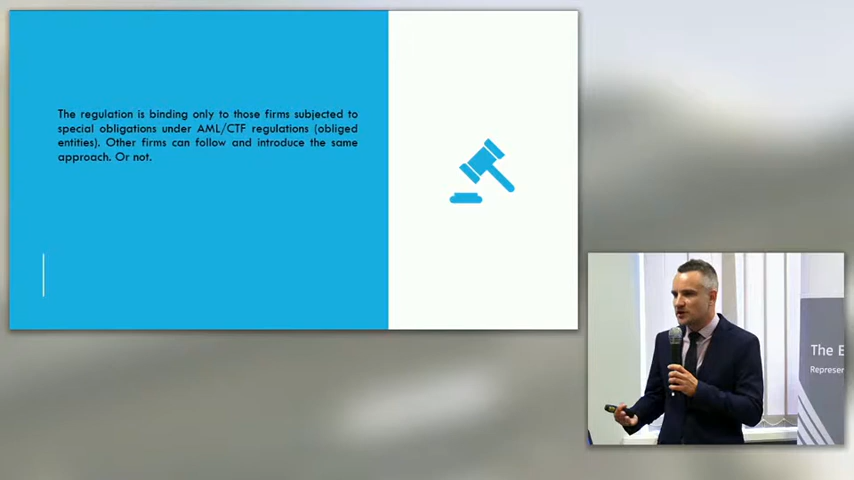 The regulation is binding only to those firms subjected to
special obligations under AML/CTF regulations (obliged
entities). Other firms can follow and introduce the same
approach. Or not.
The E
Represen